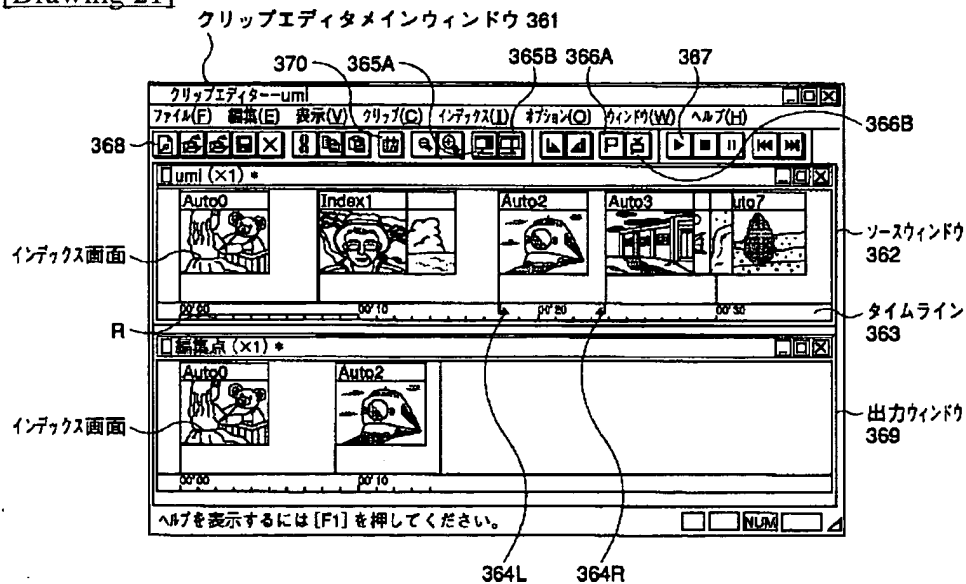 [Drawing 21]
クリップエディタメインウィンドウ 361
370 365A 365B 366A 367
クリップエディター--umi
ファイル(F) 編集(E) 表示(V) クリップ(C) インデックス(I) オプション(O) ウィンドウ(W) ヘルプ(H)
366B
368
umi (×1) *
Auto0 Index1 Auto2 Auto3 uto7
インデックス画面
ソースウィンドウ
362
00'00 00'10 00'20 00'30
R
タイムライン
363
編集点 (×1) *
Auto0 Auto2
インデックス画面
出力ウィンドウ
369
00'00 00'10
ヘルプを表示するには [F1] を押してください。
NUM
364L 364R